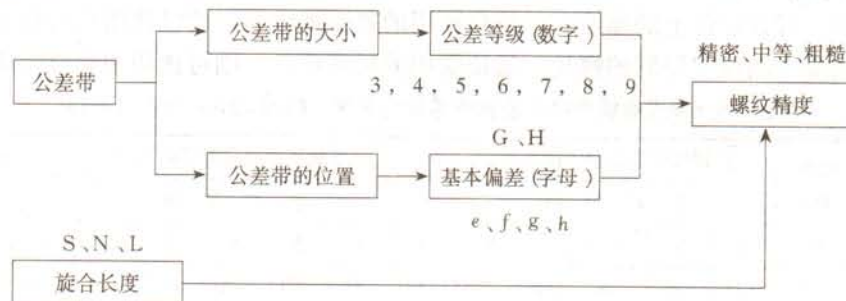 公差带的大小
公差等级(数字)
精密、中等、粗糙
公差带
3, 4, 5, 6, 7, 8, 9
螺纹精度
G、H
公差带的位置
基本偏差(字母)
e、f、g、h
S、N、L
旋合长度